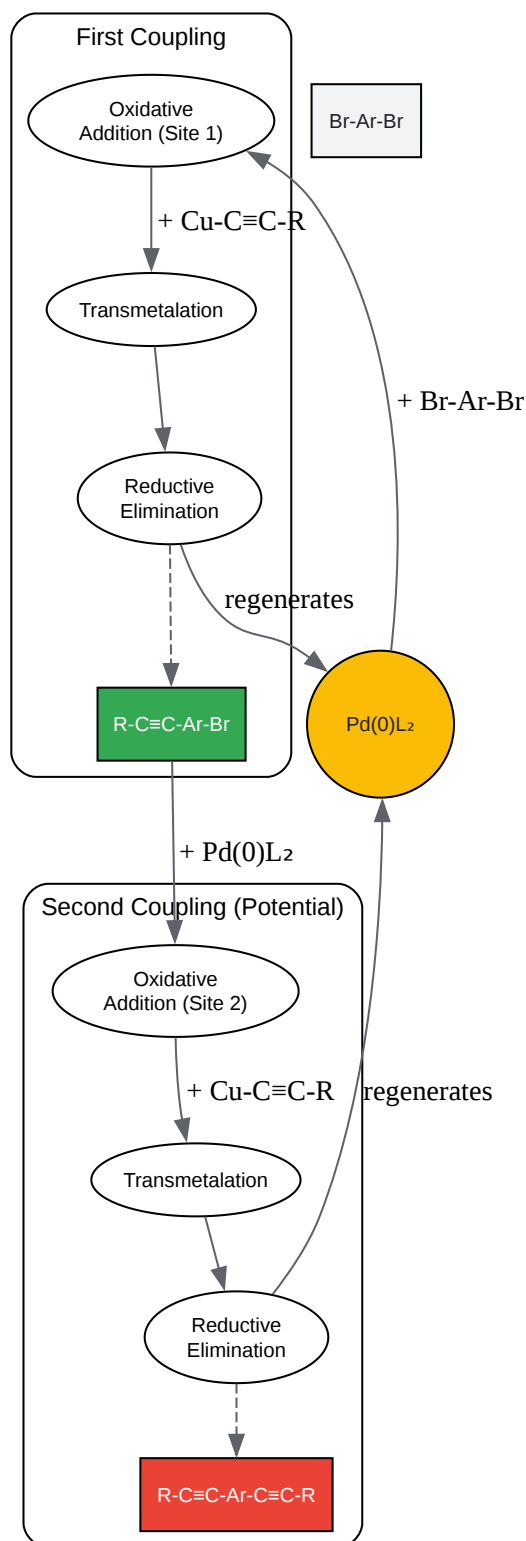 First Coupling
Oxidative
Addition (Site 1)
Br-Ar-Br
+ Cu-C≡C-R
Transmetalation
+ Br-Ar-Br
Reductive
Elimination
regenerates
R-C≡C-Ar-Br
Pd(0)L₂
+ Pd(0)L₂
Second Coupling (Potential)
Oxidative
Addition (Site 2)
+ Cu-C≡C-R
regenerates
Transmetalation
Reductive
Elimination
R-C≡C-Ar-C≡C-R